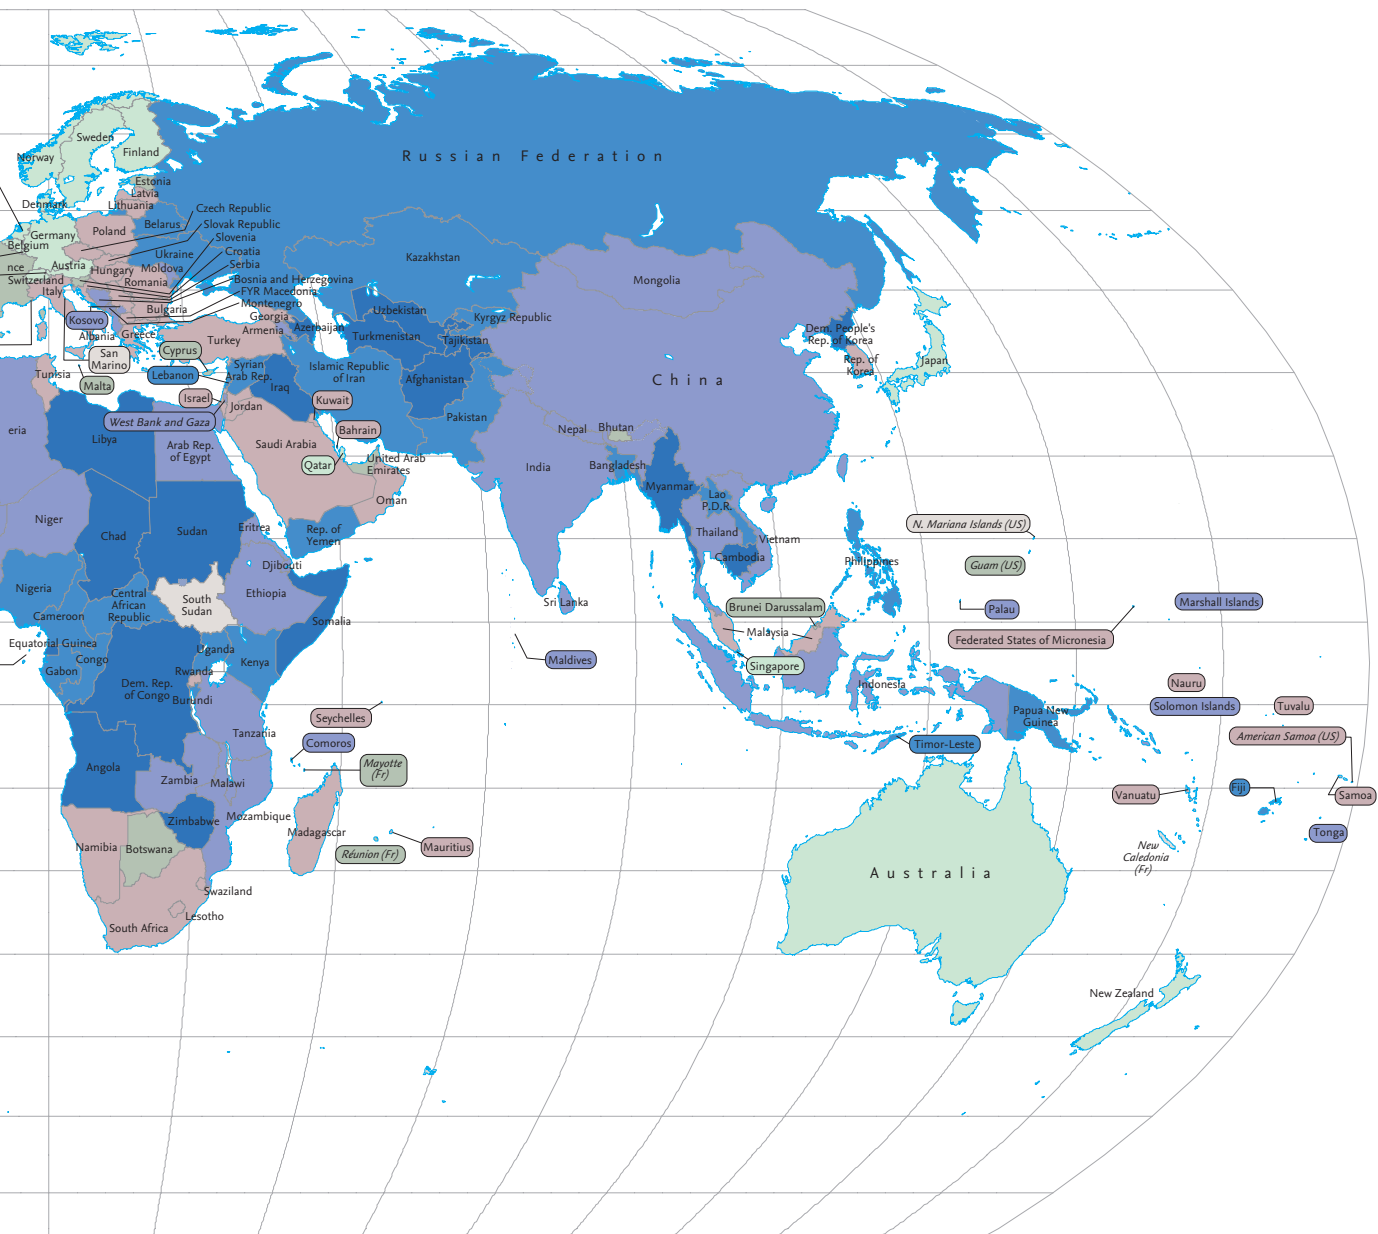 Russian Federation
Sweden
Norway
Finland
Estonia
Latvia
Lithuania
Denmark
Czech Republic
Slovak Republic
Slovenia
Croatia
Serbia
Bosnia and Herzegovina
FYR Macedonia
Montenegro
Poland
Belarus
Germany
Belgium
nce
Austria
Ukraine
Hungary
Moldova
Switzerland
Romania
Italy
Bulgaria
Kosovo
Albania
Greece
Georgia
Armenia
Azerbaijan
Turkey
San
Marino
Cyprus
Malta
Tunisia
Lebanon
Syrian
Arab Rep.
Iraq
Israel
Jordan
West Bank and Gaza
Kuwait
Bahrain
Saudi Arabia
Qatar
United Arab
Emirates
Oman
Rep. of
Yemen
Islamic Republic
of Iran
Kazakhstan
Uzbekistan
Turkmenistan
Kyrgyz Republic
Tajikistan
Afghanistan
Pakistan
Mongolia
China
Dem. People's
Rep. of Korea
Rep. of
Korea
Japan
Nepal
Bhutan
India
Bangladesh
Myanmar
Lao
P.D.R.
Thailand
Vietnam
Cambodia
Sri Lanka
Maldives
Philippines
Brunei Darussalam
Malaysia
Singapore
Indonesia
Timor-Leste
Papua New
Guinea
N. Mariana Islands (US)
Guam (US)
Palau
Marshall Islands
Federated States of Micronesia
Nauru
Solomon Islands
Tuvalu
American Samoa (US)
Vanuatu
Fiji
Samoa
Tonga
New
Caledonia
(Fr)
Australia
New Zealand
eria
Libya
Arab Rep.
of Egypt
Niger
Chad
Sudan
Eritrea
Djibouti
Nigeria
Central
African
Republic
South
Sudan
Ethiopia
Somalia
Cameroon
Equatorial Guinea
Congo
Gabon
Uganda
Kenya
Rwanda
Dem. Rep.
of Congo
Burundi
Tanzania
Seychelles
Comoros
Mayotte
(Fr)
Angola
Zambia
Malawi
Mozambique
Zimbabwe
Madagascar
Namibia
Botswana
Réunion (Fr)
Mauritius
Swaziland
Lesotho
South Africa